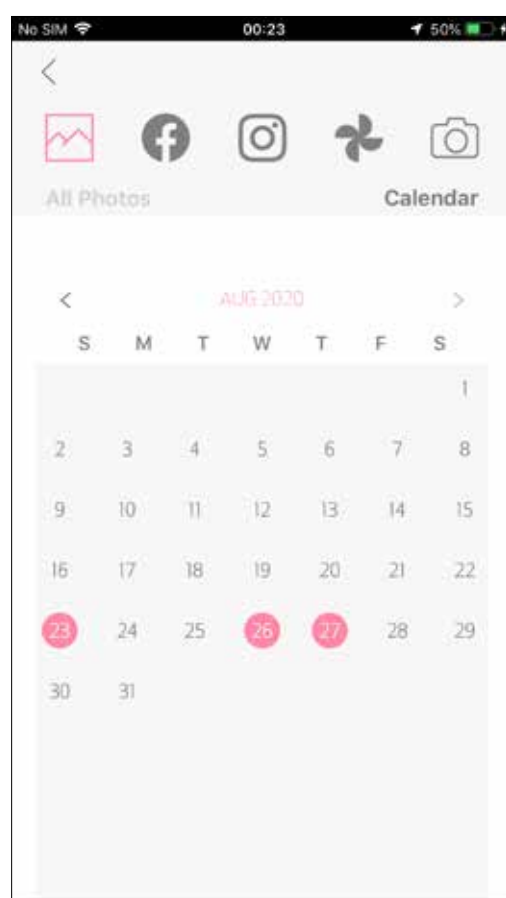 No SIM 00:23 50%
All Photos Calendar
< AUG 2020 >
S M T W T F S
1
2 3 4 5 6 7 8
9 10 11 12 13 14 15
16 17 18 19 20 21 22
23 24 25 26 27 28 29
30 31